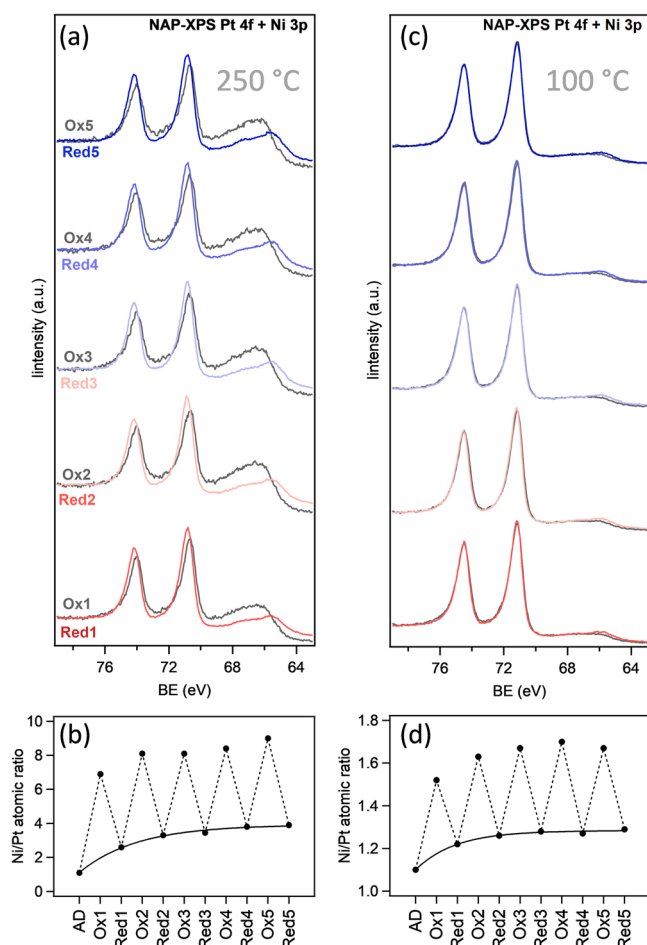 NAP-XPS Pt 4f + Ni 3p
(a)
250 °C
Ox5
Red5
Ox4
Red4
Ox3
Red3
Ox2
Red2
Ox1
Red1
lintensity (a.u.)
76 72 68 64
BE (eV)
NAP-XPS Pt 4f + Ni 3p
(c)
100 °C
lintensity (a.u.)
76 72 68 64
BE (eV)
(b)
Ni/Pt atomic ratio
10
8
6
4
2
0
AD
Ox1
Red1
Ox2
Red2
Ox3
Red3
Ox4
Red4
Ox5
Red5
(d)
Ni/Pt atomic ratio
1.8
1.6
1.4
1.2
1.0
AD
Ox1
Red1
Ox2
Red2
Ox3
Red3
Ox4
Red4
Ox5
Red5